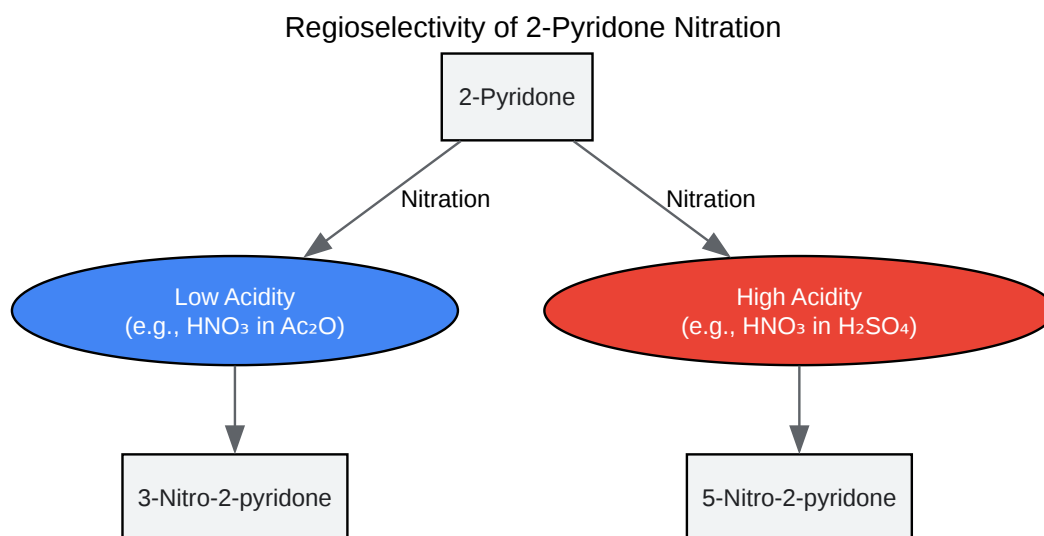 Regioselectivity of 2-Pyridone Nitration
2-Pyridone
Nitration
Nitration
Low Acidity
(e.g., HNO₃ in Ac₂O)
High Acidity
(e.g., HNO₃ in H₂SO₄)
3-Nitro-2-pyridone
5-Nitro-2-pyridone